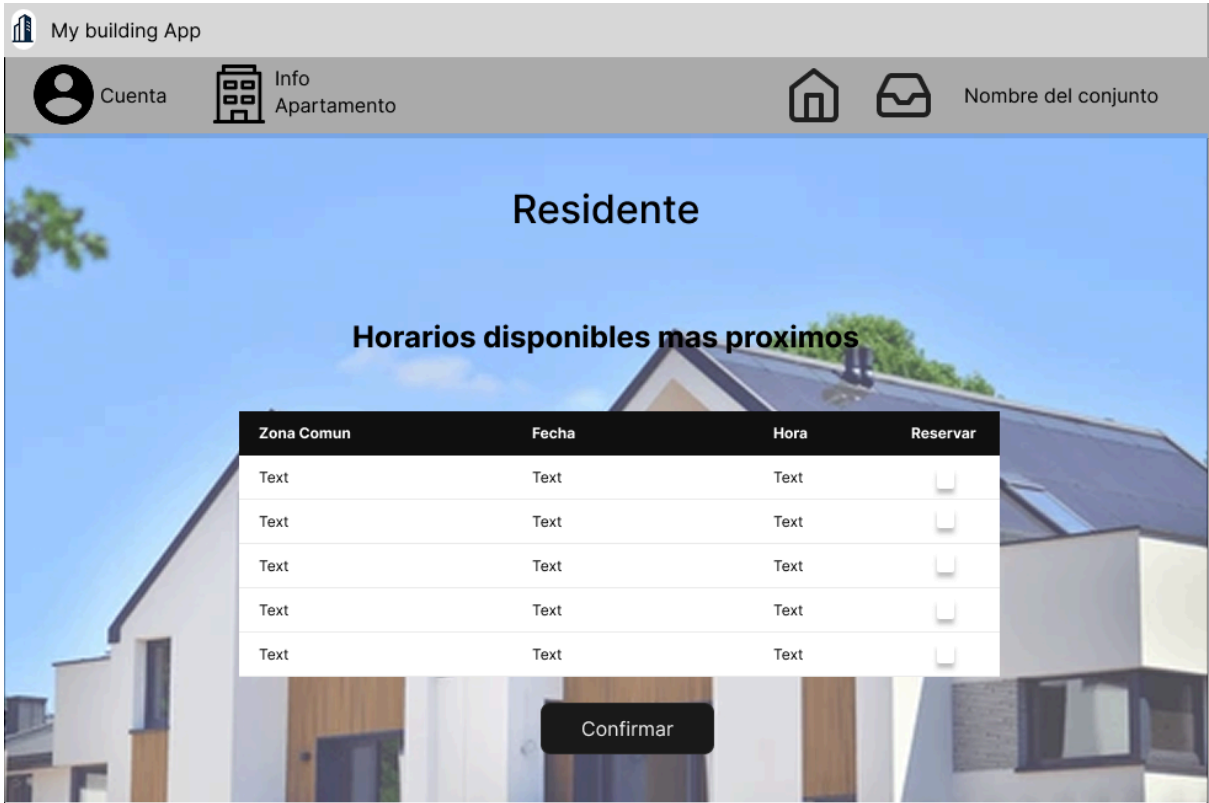 My building App
Cuenta
Info
Apartamento
Nombre del conjunto
Residente
Horarios disponibles mas proximos
Zona Comun Fecha Hora Reservar
Text Text Text
Text Text Text
Text Text Text
Text Text Text
Text Text Text
Confirmar